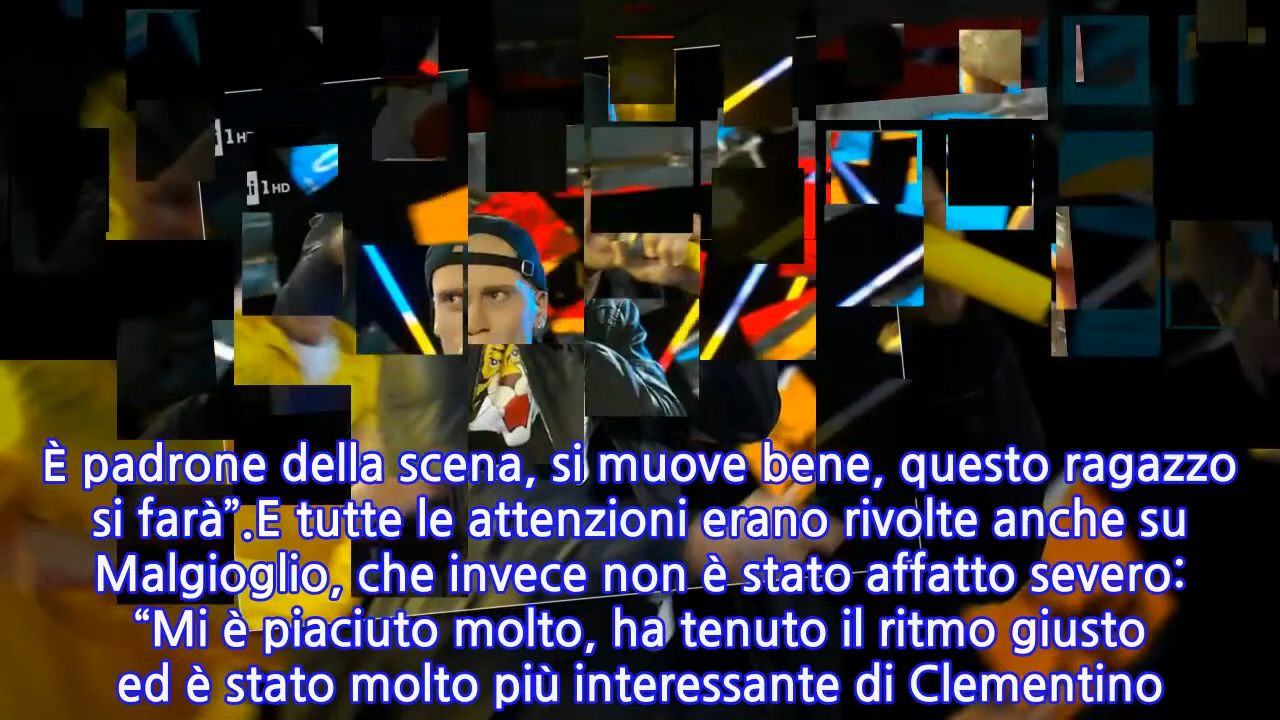 1HD
i 1HD
È padrone della scena, si muove bene, questo ragazzo
si farà”.E tutte le attenzioni erano rivolte anche su
Malgioglio, che invece non è stato affatto severo:
“Mi è piaciuto molto, ha tenuto il ritmo giusto
ed è stato molto più interessante di Clementino